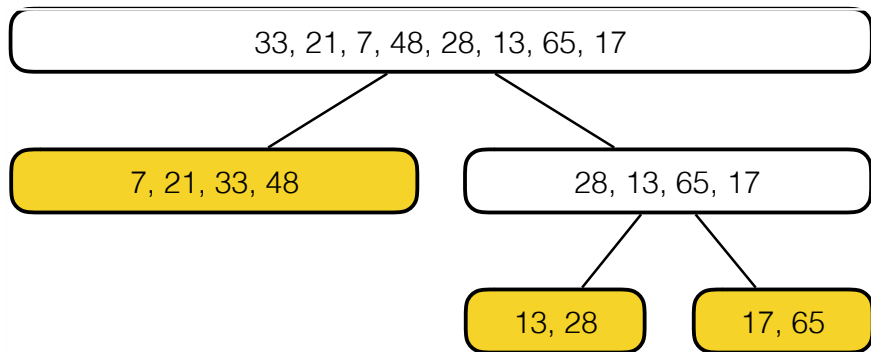 33, 21, 7, 48, 28, 13, 65, 17
7, 21, 33, 48
28, 13, 65, 17
13, 28
17, 65